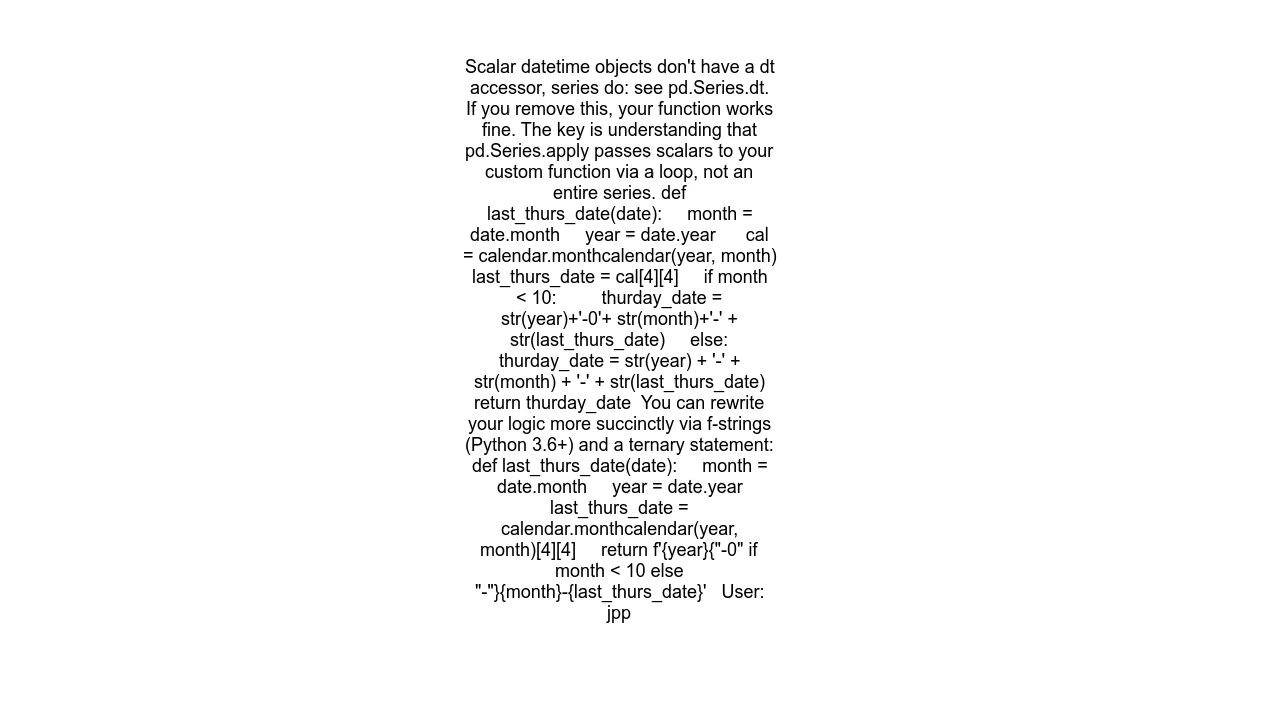 Scalar datetime objects don't have a dt
accessor, series do: see pd.Series.dt.
If you remove this, your function works
fine. The key is understanding that
pd.Series.apply passes scalars to your
custom function via a loop, not an
entire series. def
last_thurs_date(date):     month =
date.month     year = date.year      cal
= calendar.monthcalendar(year, month)
last_thurs_date = cal[4][4]     if month
< 10:         thurday_date =
str(year)+'-0'+ str(month)+'-' +
str(last_thurs_date)     else:
thurday_date = str(year) + '-' +
str(month) + '-' + str(last_thurs_date)
return thurday_date  You can rewrite
your logic more succinctly via f-strings
(Python 3.6+) and a ternary statement:
def last_thurs_date(date):     month =
date.month     year = date.year
last_thurs_date =
calendar.monthcalendar(year,
month)[4][4]     return f'{year}{"-0" if
month < 10 else
"-"}{month}-{last_thurs_date}'   User:
jpp